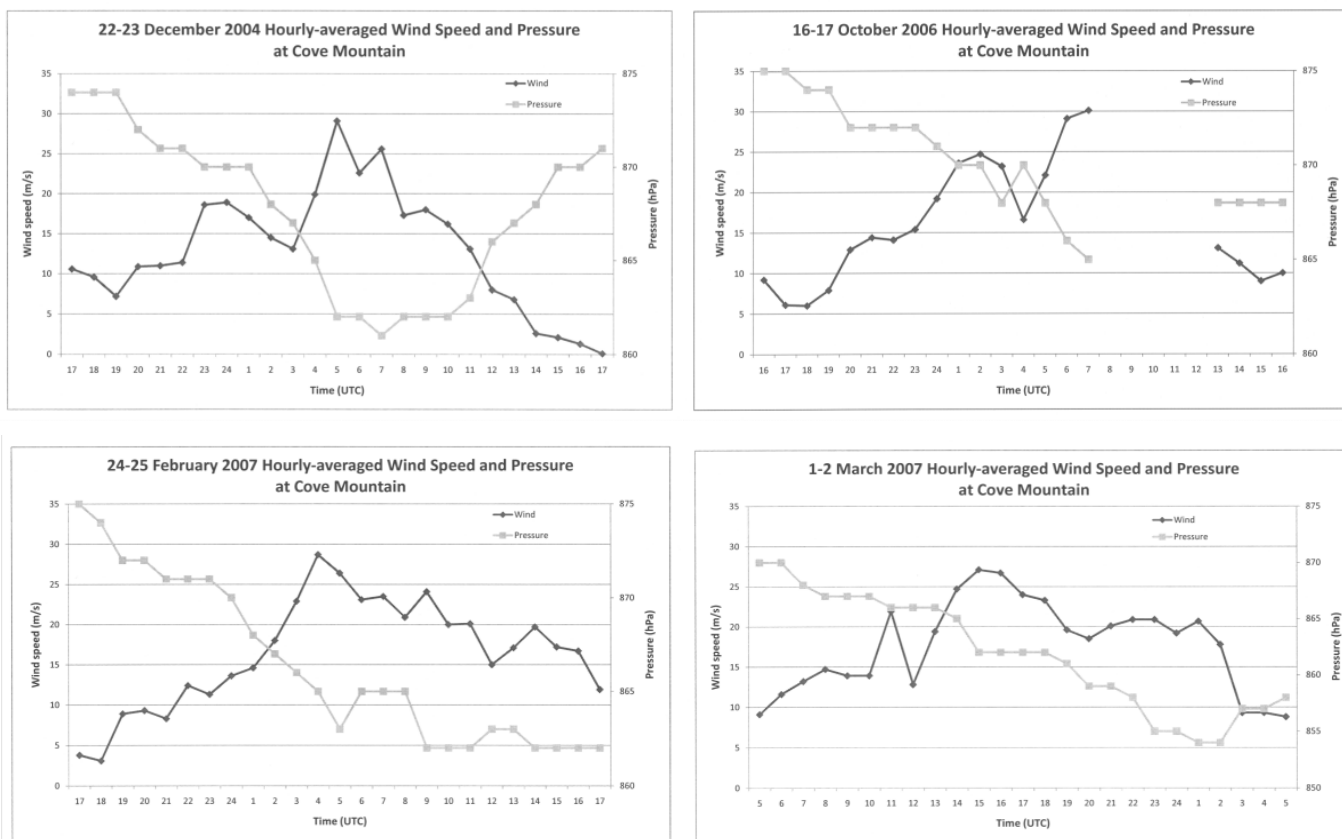 22-23 December 2004 Hourly-averaged Wind Speed and Pressure
at Cove Mountain
35
30
25
20
15
10
5
0
Wind speed (m/s)
875
870
865
860
Pressure (hPa)
Wind
Pressure
17 18 19 20 21 22 23 24 1 2 3 4 5 6 7 8 9 10 11 12 13 14 15 16 17
Time (UTC)
16-17 October 2006 Hourly-averaged Wind Speed and Pressure
at Cove Mountain
35
30
25
20
15
10
5
0
Wind speed (m/s)
875
870
865
860
Pressure (hPa)
Wind
Pressure
16 17 18 19 20 21 22 23 24 1 2 3 4 5 6 7 8 9 10 11 12 13 14 15 16
Time (UTC)
24-25 February 2007 Hourly-averaged Wind Speed and Pressure
at Cove Mountain
35
30
25
20
15
10
5
0
Wind speed (m/s)
875
870
865
860
Pressure (hPa)
Wind
Pressure
17 18 19 20 21 22 23 24 1 2 3 4 5 6 7 8 9 10 11 12 13 14 15 16 17
Time (UTC)
1-2 March 2007 Hourly-averaged Wind Speed and Pressure
at Cove Mountain
35
30
25
20
15
10
5
0
Wind speed (m/s)
875
870
865
860
855
850
Pressure (hPa)
Wind
Pressure
5 6 7 8 9 10 11 12 13 14 15 16 17 18 19 20 21 22 23 24 1 2 3 4 5
Time (UTC)